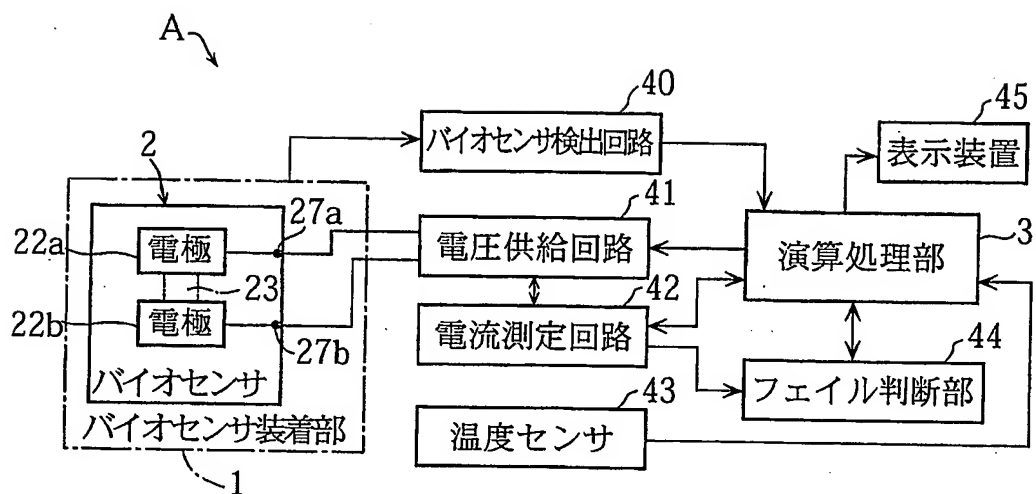 A
40
バイオセンサ検出回路
45
表示装置
2
27a
41
電圧供給回路
3
演算処理部
22a
電極
23
22b
電極
27b
42
電流測定回路
44
フェイル判断部
バイオセンサ
バイオセンサ装着部
43
温度センサ
1